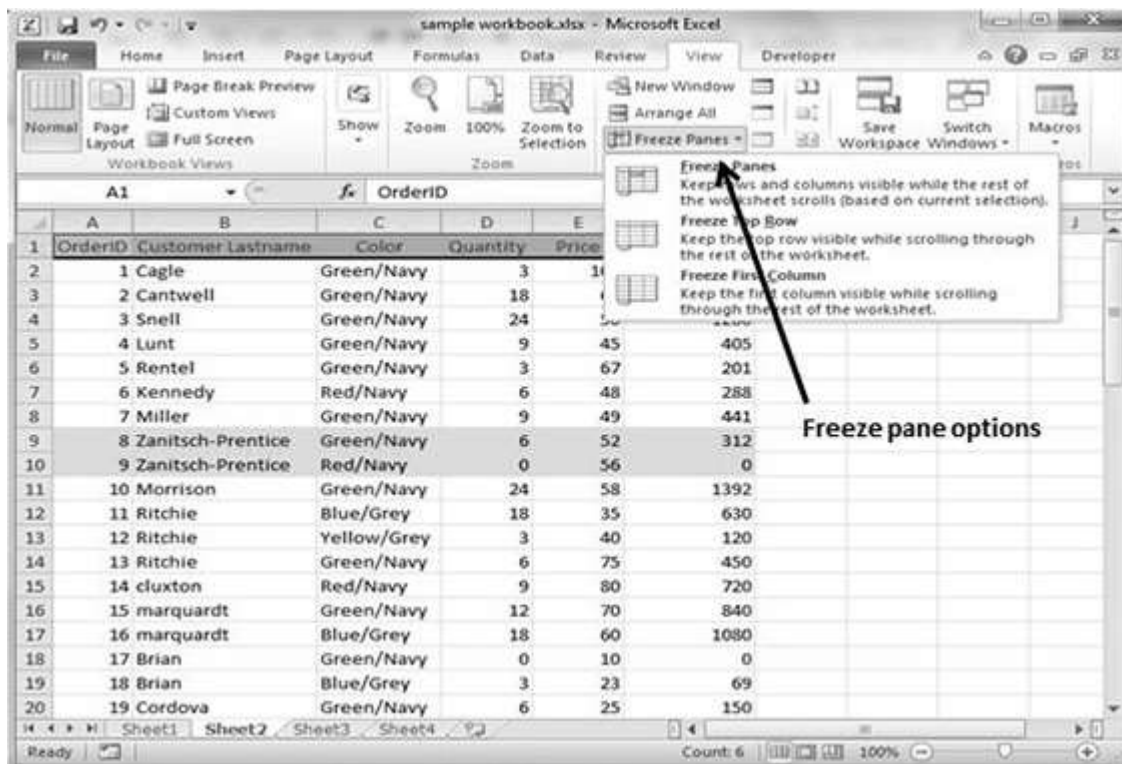 sample workbook.xlsx - Microsoft Excel
File Home Insert Page Layout Formulas Data Review View Developer
Normal
Page Layout
Page Break Preview
Custom Views
Full Screen
Workbook Views
Show
Zoom
100%
Zoom to Selection
Zoom
New Window
Arrange All
Freeze Panes
Save Workspace
Switch Windows
Macros
Freeze Panes
Keep rows and columns visible while the rest of
the worksheet scrolls (based on current selection).
Freeze Top Row
Keep the top row visible while scrolling through
the rest of the worksheet.
Freeze First Column
Keep the first column visible while scrolling
through the rest of the worksheet.
A1 fx OrderID
A B C D E J
1 OrderID Customer Lastname Color Quantity Price
2 1 Cagle Green/Navy 3
3 2 Cantwell Green/Navy 18
4 3 Snell Green/Navy 24
5 4 Lunt Green/Navy 9 45 405
6 5 Rentel Green/Navy 3 67 201
7 6 Kennedy Red/Navy 6 48 288
8 7 Miller Green/Navy 9 49 441
9 8 Zanitsch-Prentice Green/Navy 6 52 312
10 9 Zanitsch-Prentice Red/Navy 0 56 0
11 10 Morrison Green/Navy 24 58 1392
12 11 Ritchie Blue/Grey 18 35 630
13 12 Ritchie Yellow/Grey 3 40 120
14 13 Ritchie Green/Navy 6 75 450
15 14 cluxton Red/Navy 9 80 720
16 15 marquardt Green/Navy 12 70 840
17 16 marquardt Blue/Grey 18 60 1080
18 17 Brian Green/Navy 0 10 0
19 18 Brian Blue/Grey 3 23 69
20 19 Cordova Green/Navy 6 25 150
Freeze pane options
Sheet1 Sheet2 Sheet3 Sheet4
Ready Count: 6 100%